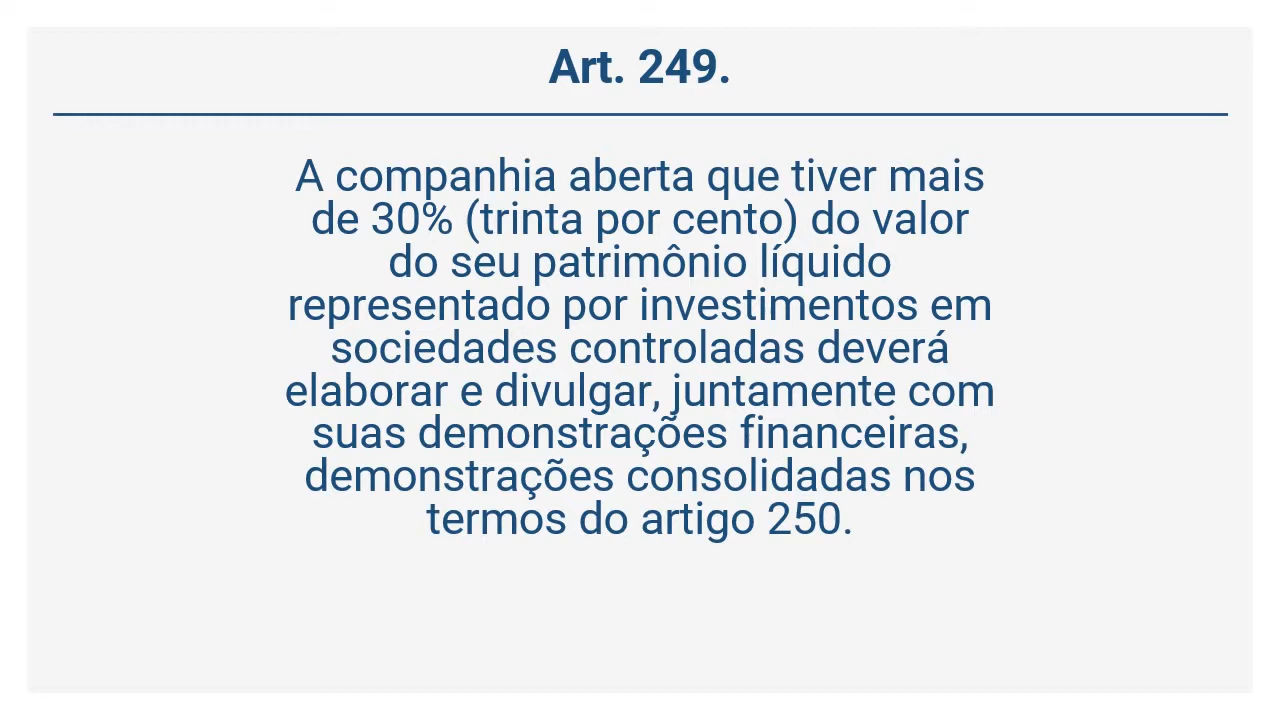 Art. 249.
A companhia aberta que tiver mais
de 30% (trinta por cento) do valor
do seu patrimônio líquido
representado por investimentos em
sociedades controladas deverá
elaborar e divulgar, juntamente com
suas demonstrações financeiras,
demonstrações consolidadas nos
termos do artigo 250.